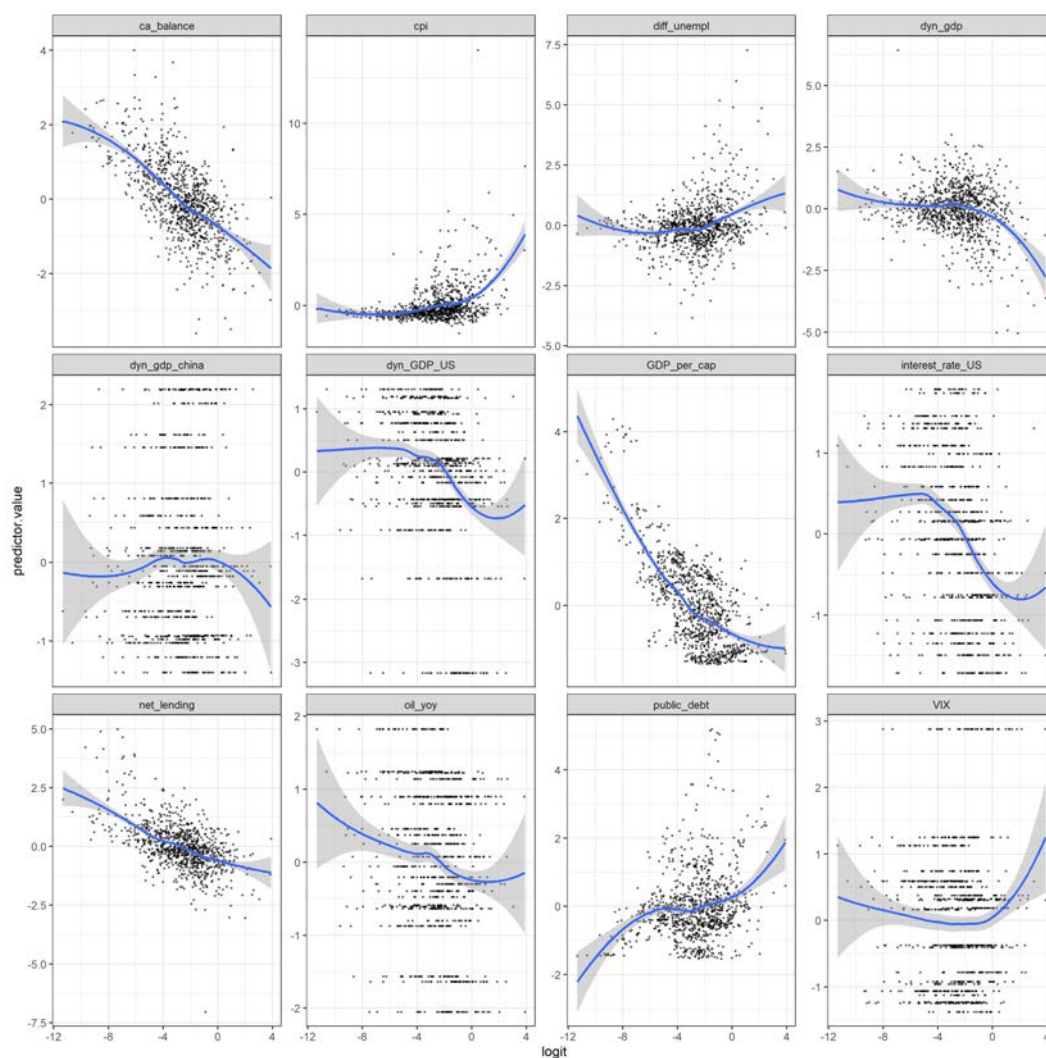 ca_balance cpi diff_unempl dyn_gdp
4 2 0 -2
10 5 0
7.5 5.0 2.5 0.0 -2.5 -5.0
5.0 2.5 0.0 -2.5 -5.0
dyn_gdp_china dyn_GDP_US GDP_per_cap interest_rate_US
2 1 0 -1
1 0 -1 -2 -3
4 2 0
1 0 -1
predictor.value
net_lending oil_yoy public_debt VIX
5.0 2.5 0.0 -2.5 -5.0 -7.5
2 1 0 -1 -2
4 2 0 -2
3 2 1 0 -1
-12 -8 -4 0 4 -12 -8 -4 0 4 -12 -8 -4 0 4 -12 -8 -4 0 4
logit